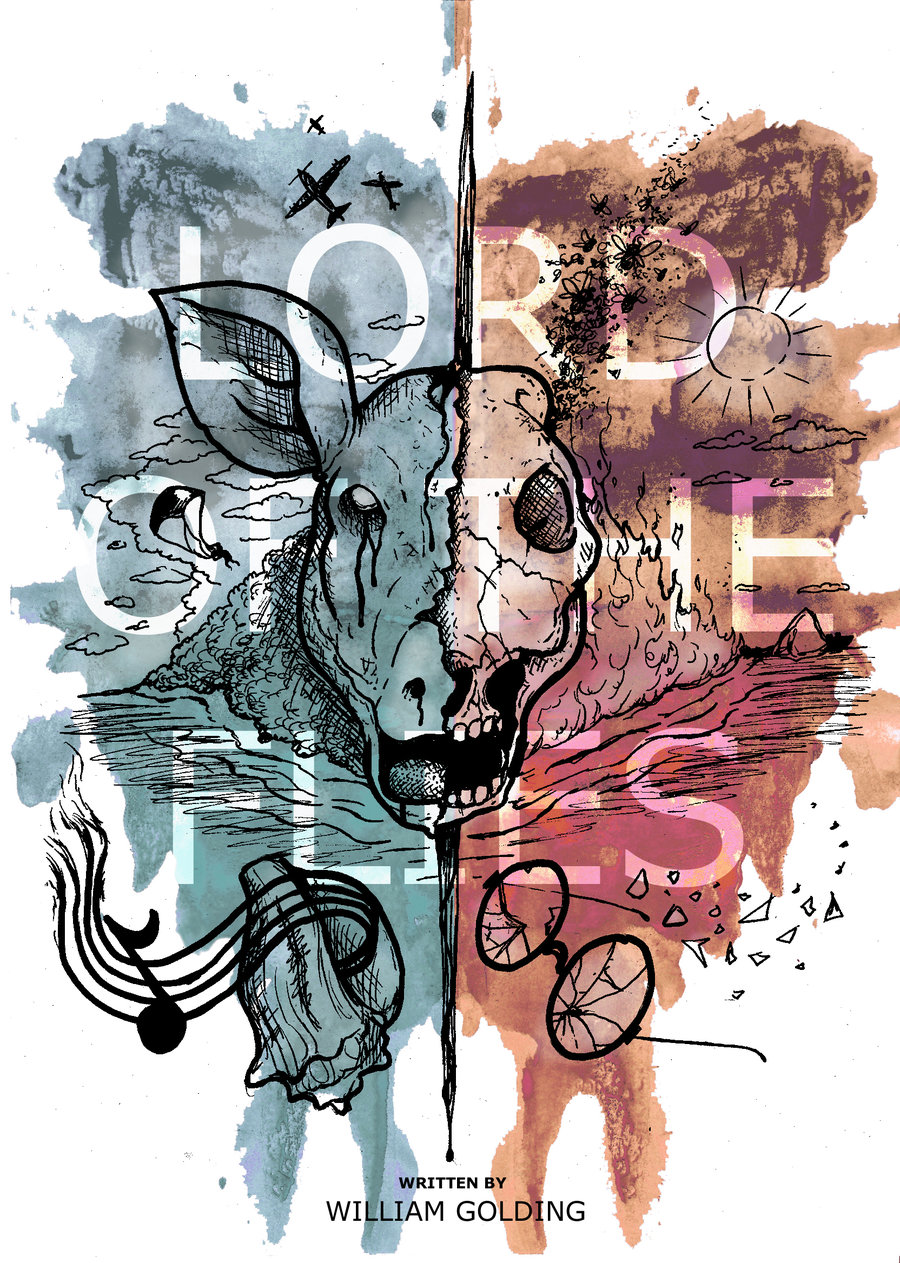 LORD
OF THE
FLIES
WRITTEN BY
WILLIAM GOLDING